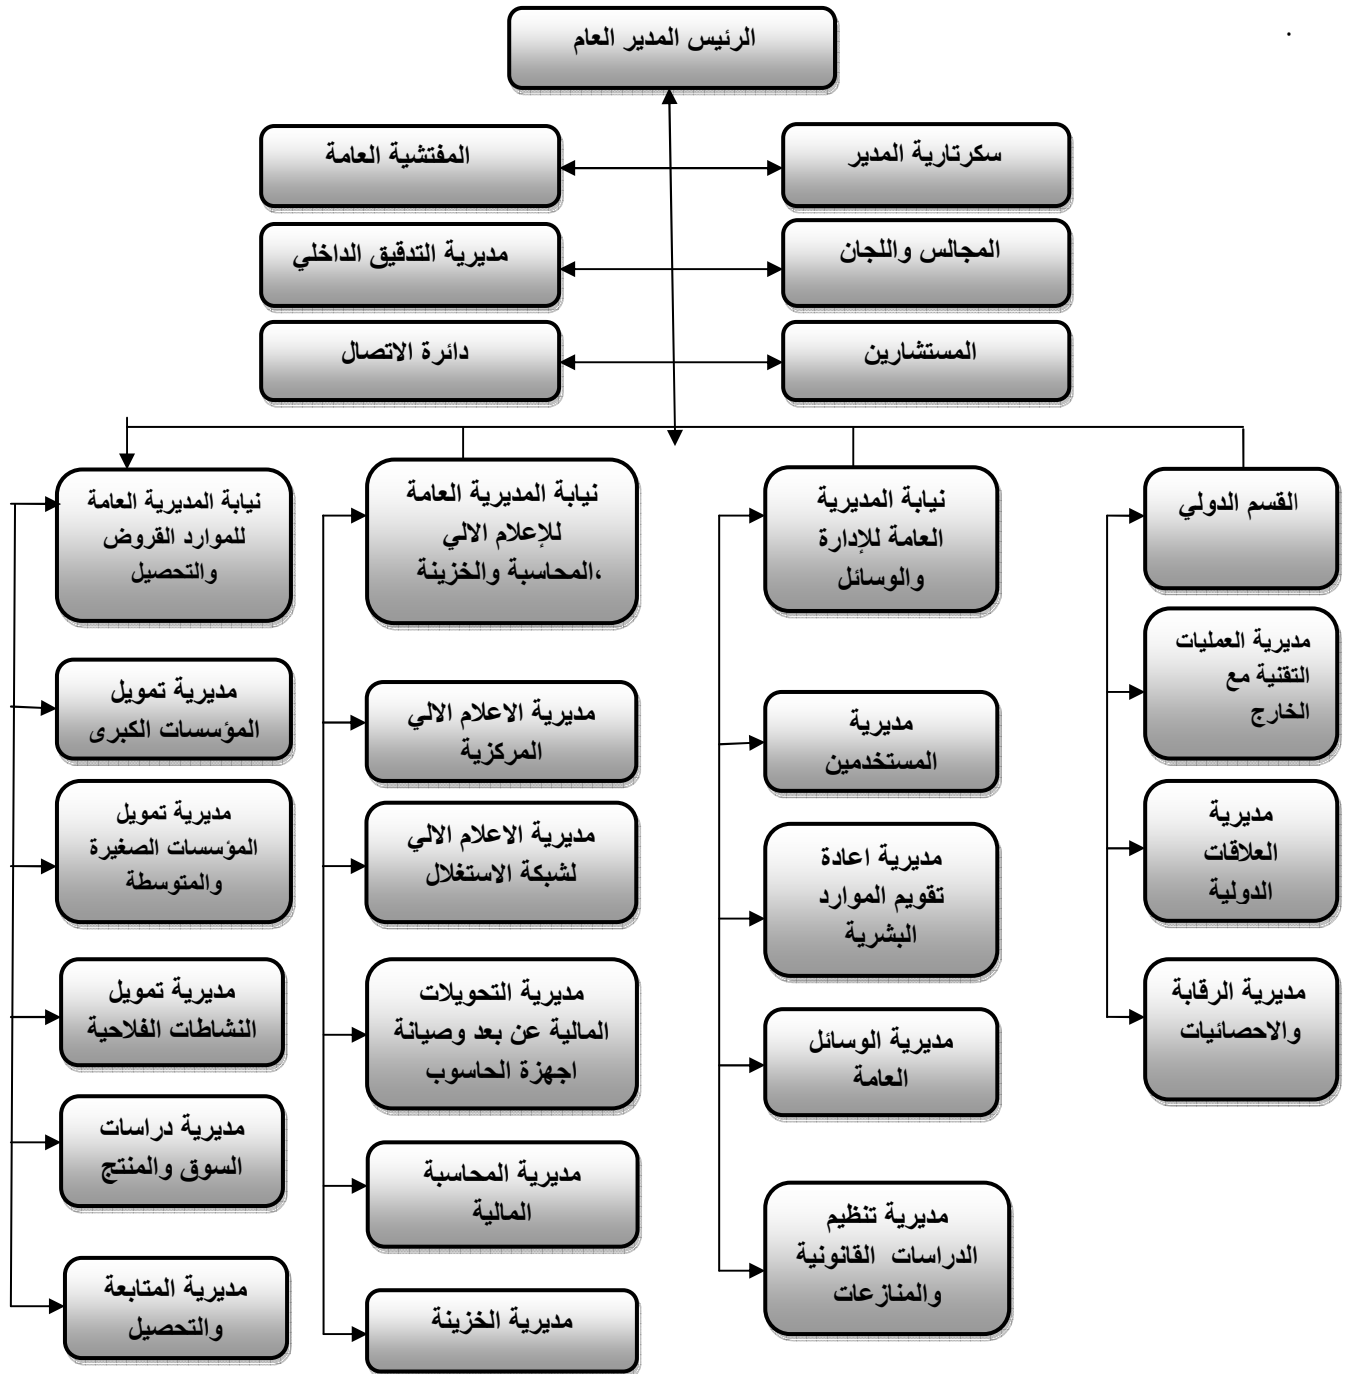 الرئيس المدير العام
.
سكرتارية المدير
المفتشية العامة
المجالس واللجان
مديرية التدقيق الداخلي
المستشارين
دائرة الاتصال
القسم الدولي
مديرية العمليات
التقنية مع
الخارج
مديرية
العلاقات
الدولية
مديرية الرقابة
والاحصائيات
نيابة المديرية
العامة للإدارة
والوسائل
مديرية
المستخدمين
مديرية اعادة
تقويم الموارد
البشرية
مديرية الوسائل
العامة
مديرية تنظيم
الدراسات القانونية
والمنازعات
نيابة المديرية العامة
للإعلام الالي
،المحاسبة والخزينة
مديرية الاعلام الالي
المركزية
مديرية الاعلام الالي
لشبكة الاستغلال
مديرية التحويلات
المالية عن بعد وصيانة
اجهزة الحاسوب
مديرية المحاسبة
المالية
مديرية الخزينة
نيابة المديرية العامة
للموارد القروض
والتحصيل
مديرية تمويل
المؤسسات الكبرى
مديرية تمويل
المؤسسات الصغيرة
والمتوسطة
مديرية تمويل
النشاطات الفلاحية
مديرية دراسات
السوق والمنتج
مديرية المتابعة
والتحصيل